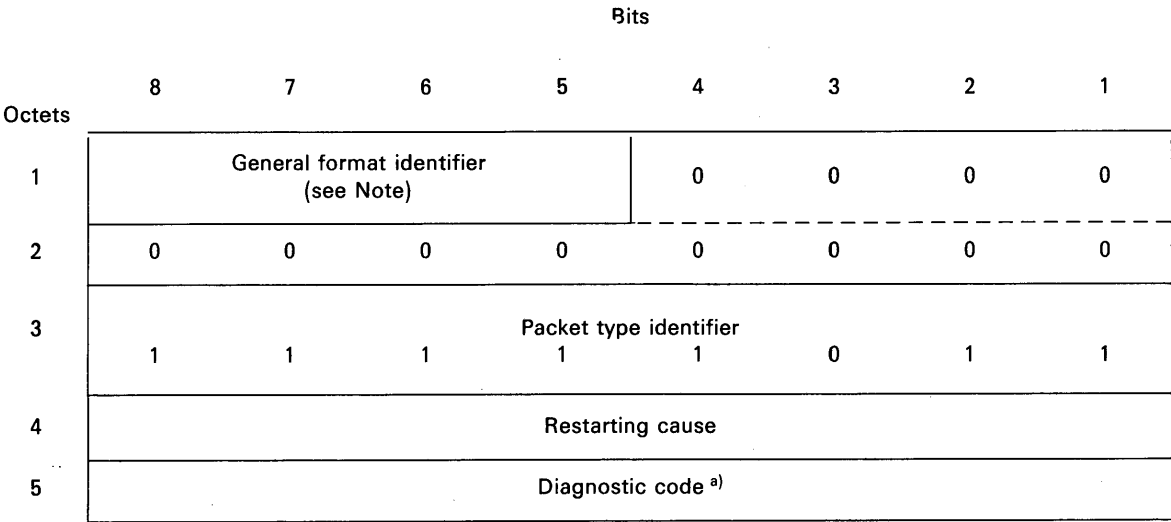 Bits
8 7 6 5 4 3 2 1
Octets
1 General format identifier (see Note) 0 0 0 0
2 0 0 0 0 0 0 0 0
3 Packet type identifier
1 1 1 1 1 0 1 1
4 Restarting cause
5 Diagnostic code a)